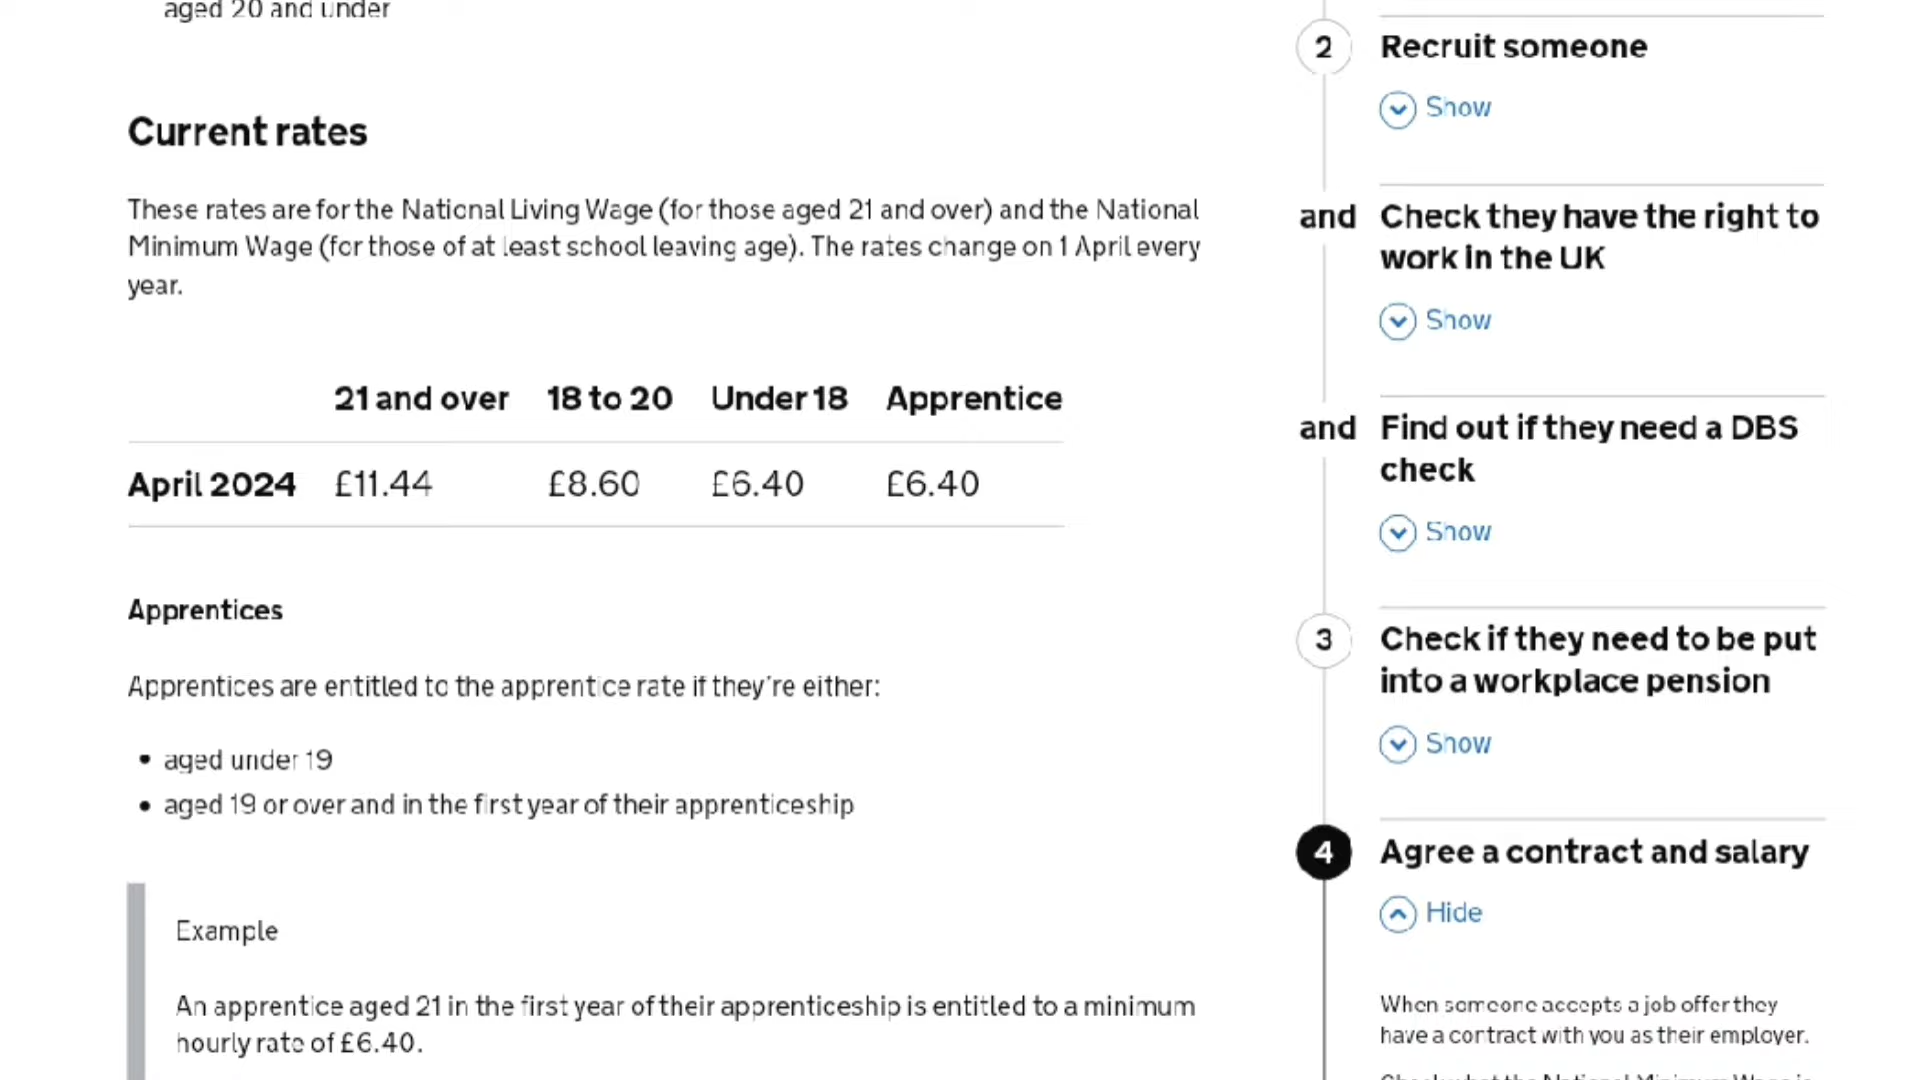 aged 20 and under
Current rates
These rates are for the National Living Wage (for those aged 21 and over) and the National
Minimum Wage (for those of at least school leaving age). The rates change on 1 April every
year.
21 and over 18 to 20 Under 18 Apprentice
April 2024 £11.44 £8.60 £6.40 £6.40
Apprentices
Apprentices are entitled to the apprentice rate if they're either:
• aged under 19
• aged 19 or over and in the first year of their apprenticeship
Example
An apprentice aged 21 in the first year of their apprenticeship is entitled to a minimum
hourly rate of £6.40.
2 Recruit someone
Show
and Check they have the right to
work in the UK
Show
and Find out if they need a DBS
check
Show
3 Check if they need to be put
into a workplace pension
Show
4 Agree a contract and salary
Hide
When someone accepts a job offer they
have a contract with you as their employer.
Check what the National Minimum Wage is